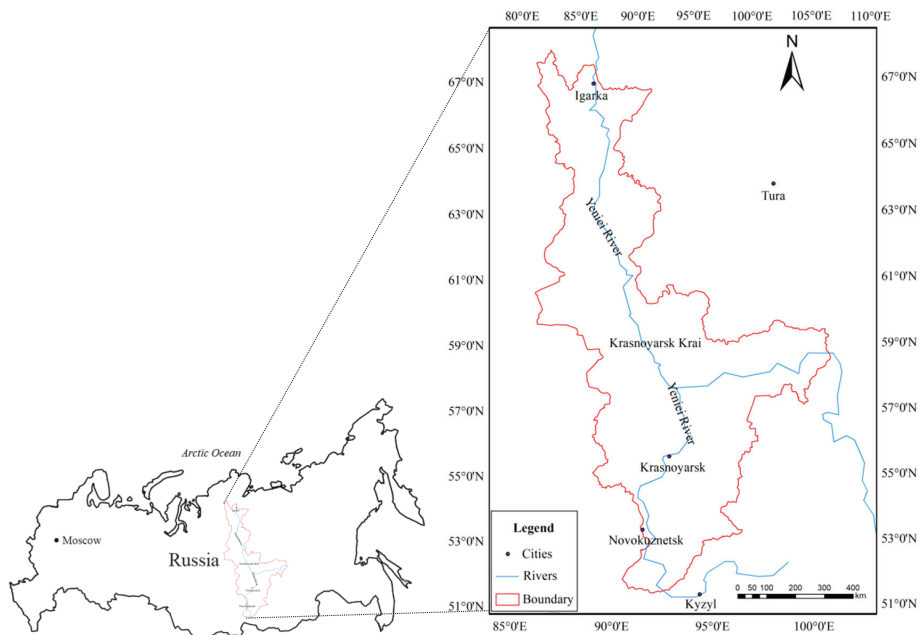 80°0'E 85°0'E 90°0'E 95°0'E 100°0'E 105°0'E 110°0'E
N
67°0'N 67°0'N
Igarka
65°0'N 65°0'N
Tura
63°0'N 63°0'N
Yeniei River
61°0'N 61°0'N
59°0'N 59°0'N
Krasnoyarsk Krai
57°0'N 57°0'N
Yeniei River
Arctic Ocean
Krasnoyarsk
55°0'N 55°0'N
Legend
Cities
Rivers
Boundary
Novokuznetsk
53°0'N 53°0'N
Moscow
Russia
Kyzyl
0 50 100 200 300 400
km
51°0'N 51°0'N
85°0'E 90°0'E 95°0'E 100°0'E